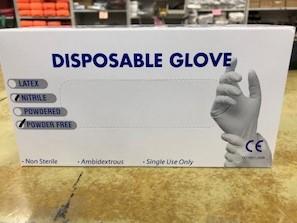 DISPOSABLE GLOVE
LATEX
NITRILE
POWDERED
POWDER FREE
CE
• Non Sterile • Ambidextrous • Single Use Only